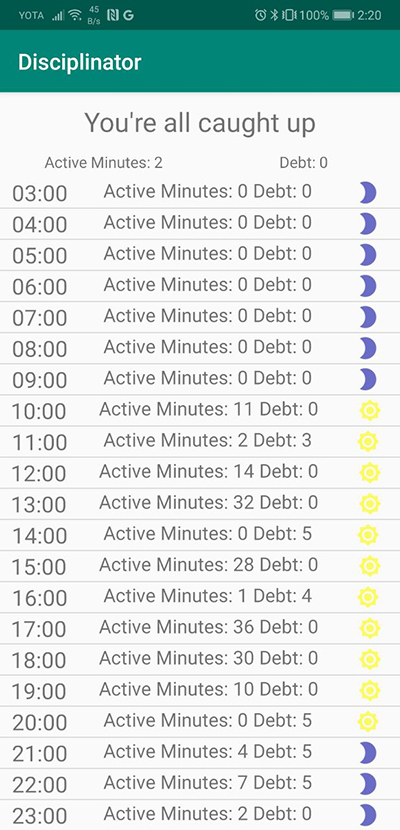 YOTA 45 B/s 100% 2:20
Disciplinator
You're all caught up
Active Minutes: 2 Debt: 0
03:00 Active Minutes: 0 Debt: 0
04:00 Active Minutes: 0 Debt: 0
05:00 Active Minutes: 0 Debt: 0
06:00 Active Minutes: 0 Debt: 0
07:00 Active Minutes: 0 Debt: 0
08:00 Active Minutes: 0 Debt: 0
09:00 Active Minutes: 0 Debt: 0
10:00 Active Minutes: 11 Debt: 0
11:00 Active Minutes: 2 Debt: 3
12:00 Active Minutes: 14 Debt: 0
13:00 Active Minutes: 32 Debt: 0
14:00 Active Minutes: 0 Debt: 5
15:00 Active Minutes: 28 Debt: 0
16:00 Active Minutes: 1 Debt: 4
17:00 Active Minutes: 36 Debt: 0
18:00 Active Minutes: 30 Debt: 0
19:00 Active Minutes: 10 Debt: 0
20:00 Active Minutes: 0 Debt: 5
21:00 Active Minutes: 4 Debt: 5
22:00 Active Minutes: 7 Debt: 5
23:00 Active Minutes: 2 Debt: 0